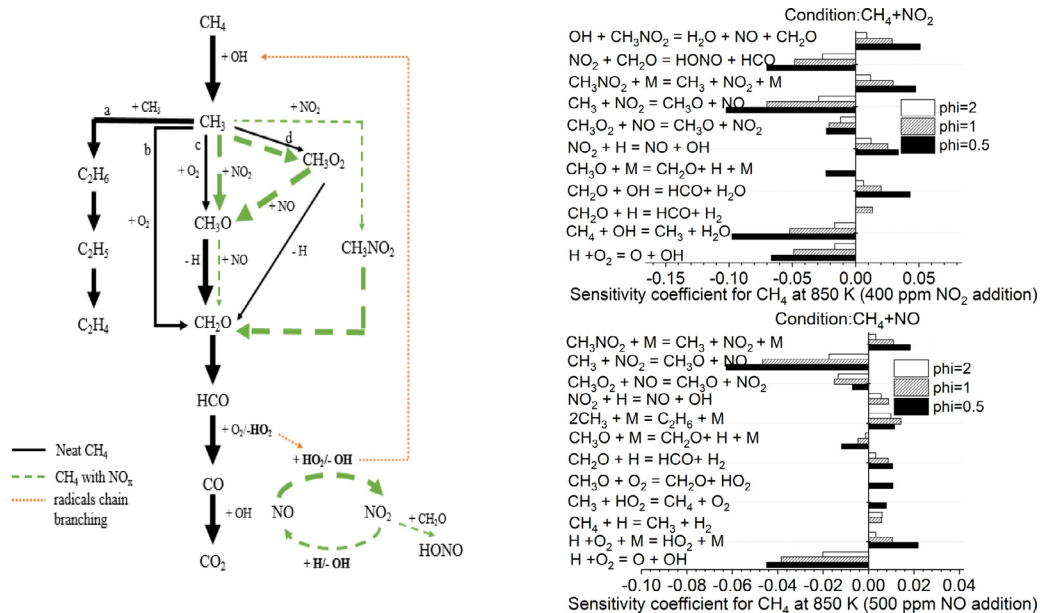 CH4
+ OH
a
+ CH3
CH3
+ NO2
b
c
d
C2H6
+ O2
+ NO2
CH3O2
+ O2
CH3O
+ NO
C2H5
- H
+ NO
- H
CH3NO2
C2H4
CH2O
HCO
+ O2/-HO2
+ HO2/- OH
CO
NO
NO2
+ CH2O
HONO
+ OH
+ H/- OH
CO2
Neat CH4
CH4 with NOx
radicals chain
branching
Condition:CH4+NO2
OH + CH3NO2 = H2O + NO + CH2O
NO2 + CH2O = HONO + HCO
CH3NO2 + M = CH3 + NO2 + M
CH3 + NO2 = CH3O + NO
CH3O2 + NO = CH3O + NO2
NO2 + H = NO + OH
CH3O + M = CH2O+ H + M
CH2O + OH = HCO+ H2O
CH2O + H = HCO+ H2
CH4 + OH = CH3 + H2O
H +O2 = O + OH
phi=2
phi=1
phi=0.5
-0.15 -0.10 -0.05 0.00 0.05
Sensitivity coefficient for CH4 at 850 K (400 ppm NO2 addition)
Condition:CH4+NO
CH3NO2 + M = CH3 + NO2 + M
CH3 + NO2 = CH3O + NO
CH3O2 + NO = CH3O + NO2
NO2 + H = NO + OH
2CH3 + M = C2H6 + M
CH3O + M = CH2O+ H + M
CH2O + H = HCO+ H2
CH3O + O2 = CH2O+ HO2
CH3 + HO2 = CH4 + O2
CH4 + H = CH3 + H2
H +O2 + M = HO2 + M
H +O2 = O + OH
phi=2
phi=1
phi=0.5
-0.10 -0.08 -0.06 -0.04 -0.02 0.00 0.02 0.04
Sensitivity coefficient for CH4 at 850 K (500 ppm NO addition)